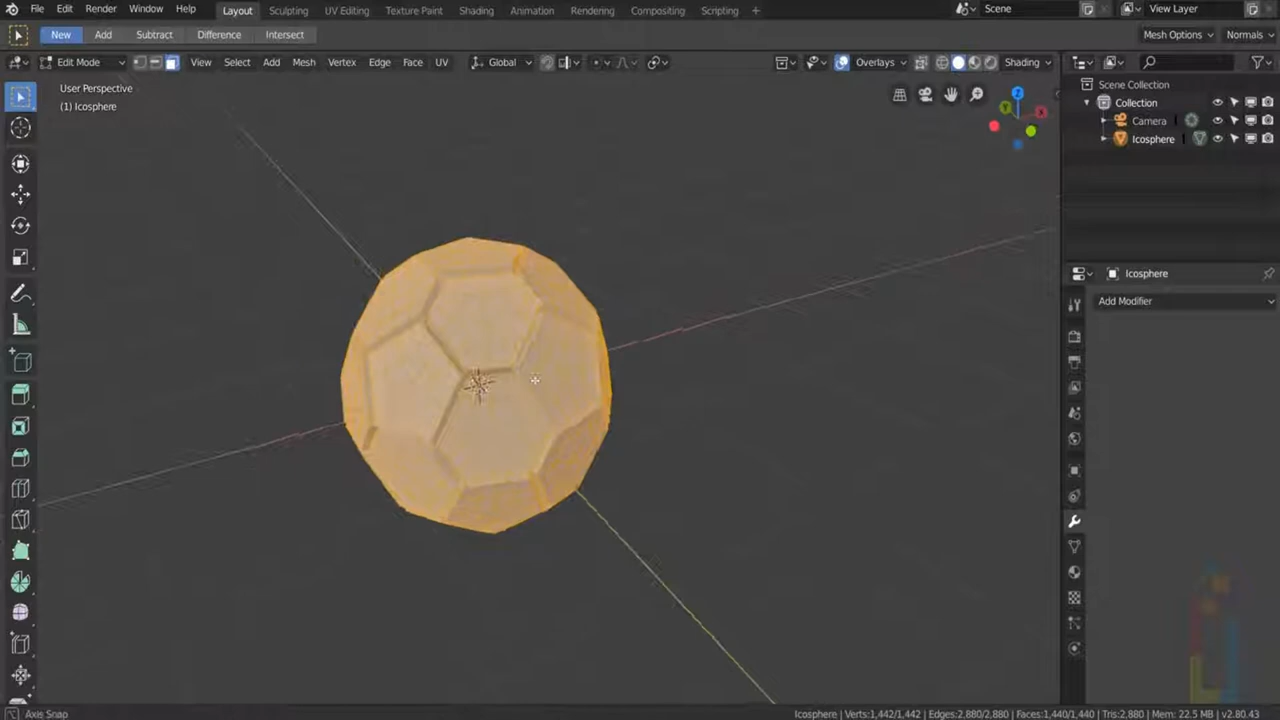 File Edit Render Window Help Layout Sculpting UV Editing Texture Paint Shading Animation Rendering Compositing Scripting + Scene View Layer
New Add Subtract Difference Intersect Mesh Options Normals
Edit Mode View Select Add Mesh Vertex Edge Face UV Global Overlays Shading
User Perspective
(1) Icosphere
Z
Y
X
Scene Collection
Collection
Camera
Icosphere
Icosphere
Add Modifier
Axis Snap
Icosphere | Verts:1,442/1,442 | Edges:2,880/2,880 | Faces:1,440/1,440 | Tris:2,880 | Mem: 22.5 MB | v2.80.43